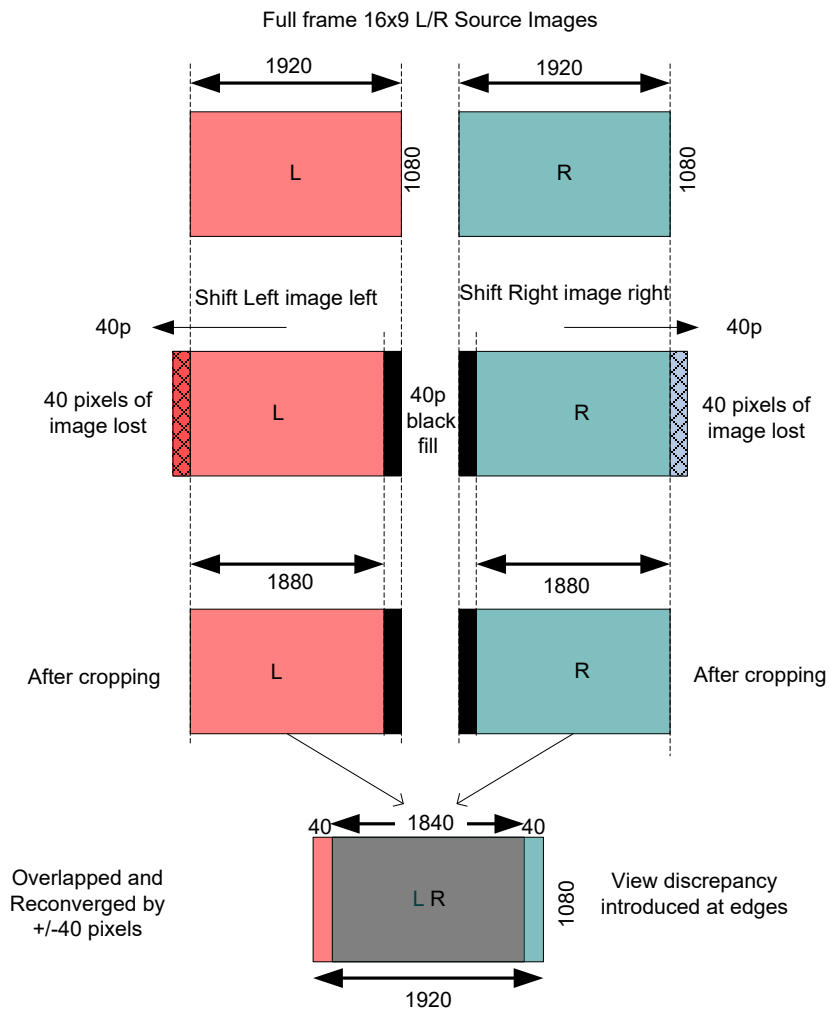 Full frame 16x9 L/R Source Images
1920
1920
L
1080
R
1080
Shift Left image left
Shift Right image right
40p
40p
40 pixels of
image lost
L
40p
black
fill
R
40 pixels of
image lost
1880
1880
After cropping
L
R
After cropping
40
1840
40
Overlapped and
Reconverged by
+/-40 pixels
L R
1080
View discrepancy
introduced at edges
1920